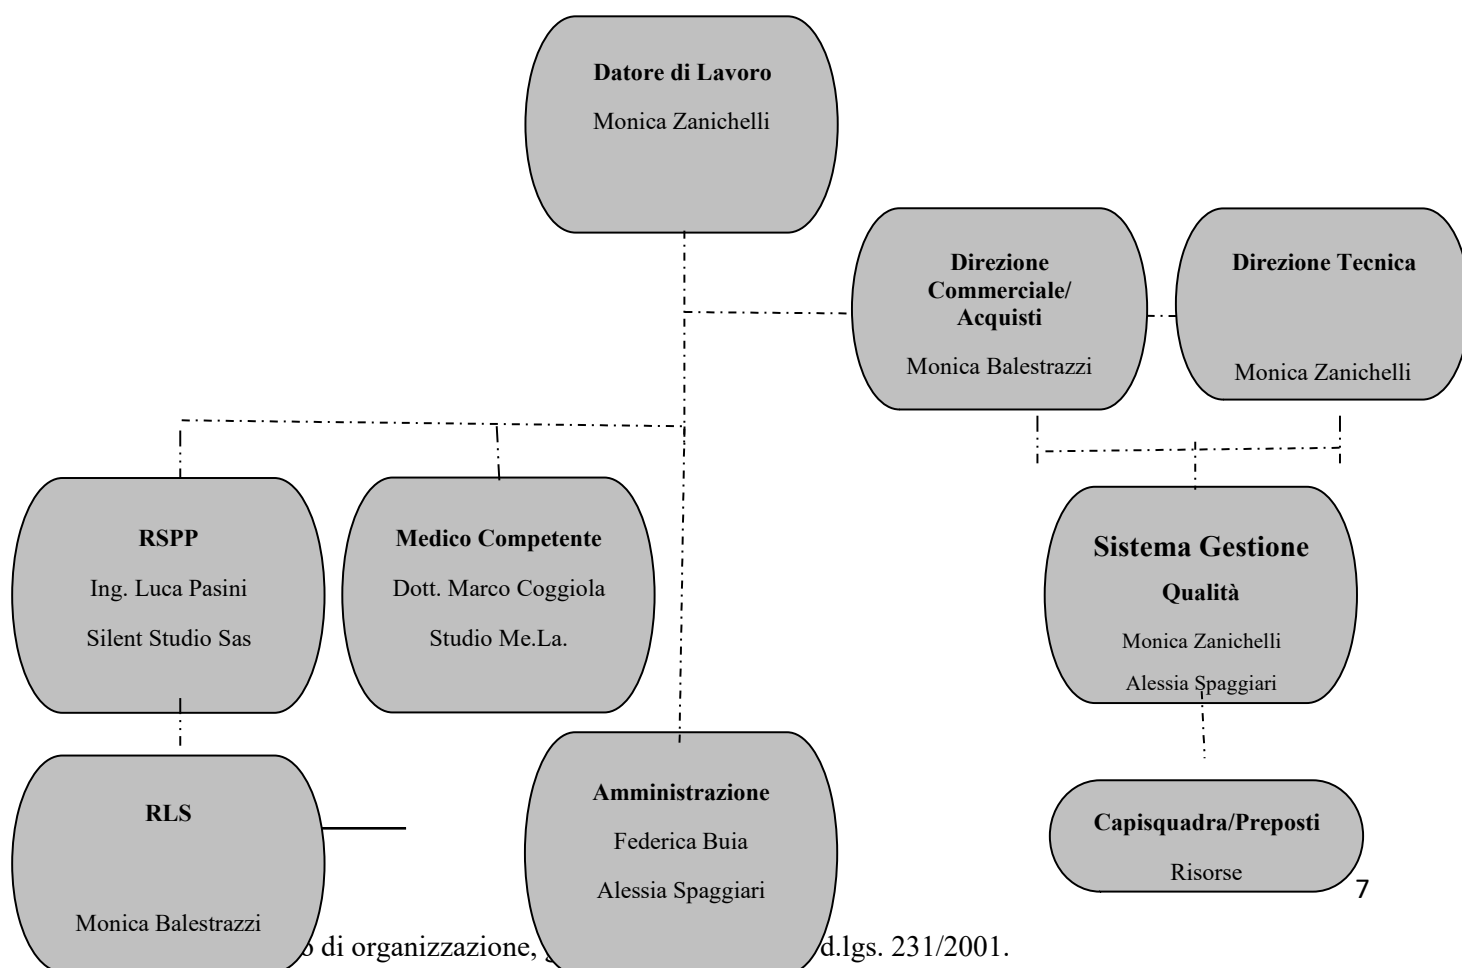 Datore di Lavoro
Monica Zanichelli
Direzione
Commerciale/
Acquisti
Monica Balestrazzi
Direzione Tecnica
Monica Zanichelli
RSPP
Ing. Luca Pasini
Silent Studio Sas
Medico Competente
Dott. Marco Coggiola
Studio Me.La.
Sistema Gestione
Qualità
Monica Zanichelli
Alessia Spaggiari
RLS
Monica Balestrazzi
Amministrazione
Federica Buia
Alessia Spaggiari
Capisquadra/Preposti
Risorse
7
di organizzazione, d.lgs. 231/2001.